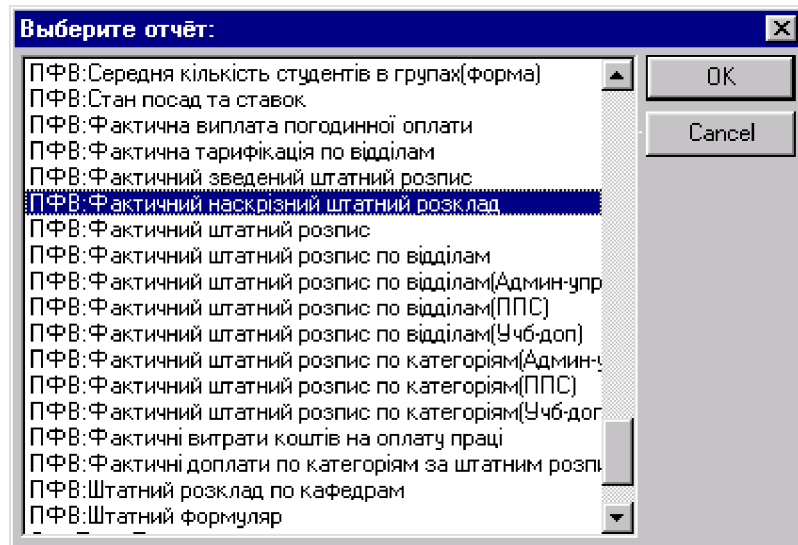 Выберите отчёт:
ПФВ:Середня кількість студентів в групах(форма)
ПФВ:Стан посад та ставок
ПФВ:Фактична виплата погодинної оплати
ПФВ:Фактична тарифікація по відділам
ПФВ:Фактичний зведений штатний розпис
ПФВ:Фактичний наскрізний штатний розклад
ПФВ:Фактичний штатний розпис
ПФВ:Фактичний штатний розпис по відділам
ПФВ:Фактичний штатний розпис по відділам(Админ-упр
ПФВ:Фактичний штатний розпис по відділам(ППС)
ПФВ:Фактичний штатний розпис по відділам(Учб-доп)
ПФВ:Фактичний штатний розпис по категоріям(Админ-у
ПФВ:Фактичний штатний розпис по категоріям(ППС)
ПФВ:Фактичний штатний розпис по категоріям(Учб-доп
ПФВ:Фактичні витрати коштів на оплату праці
ПФВ:Фактичні доплати по категоріям за штатним розпи
ПФВ:Штатний розклад по кафедрам
ПФВ:Штатний формуляр
OK
Cancel